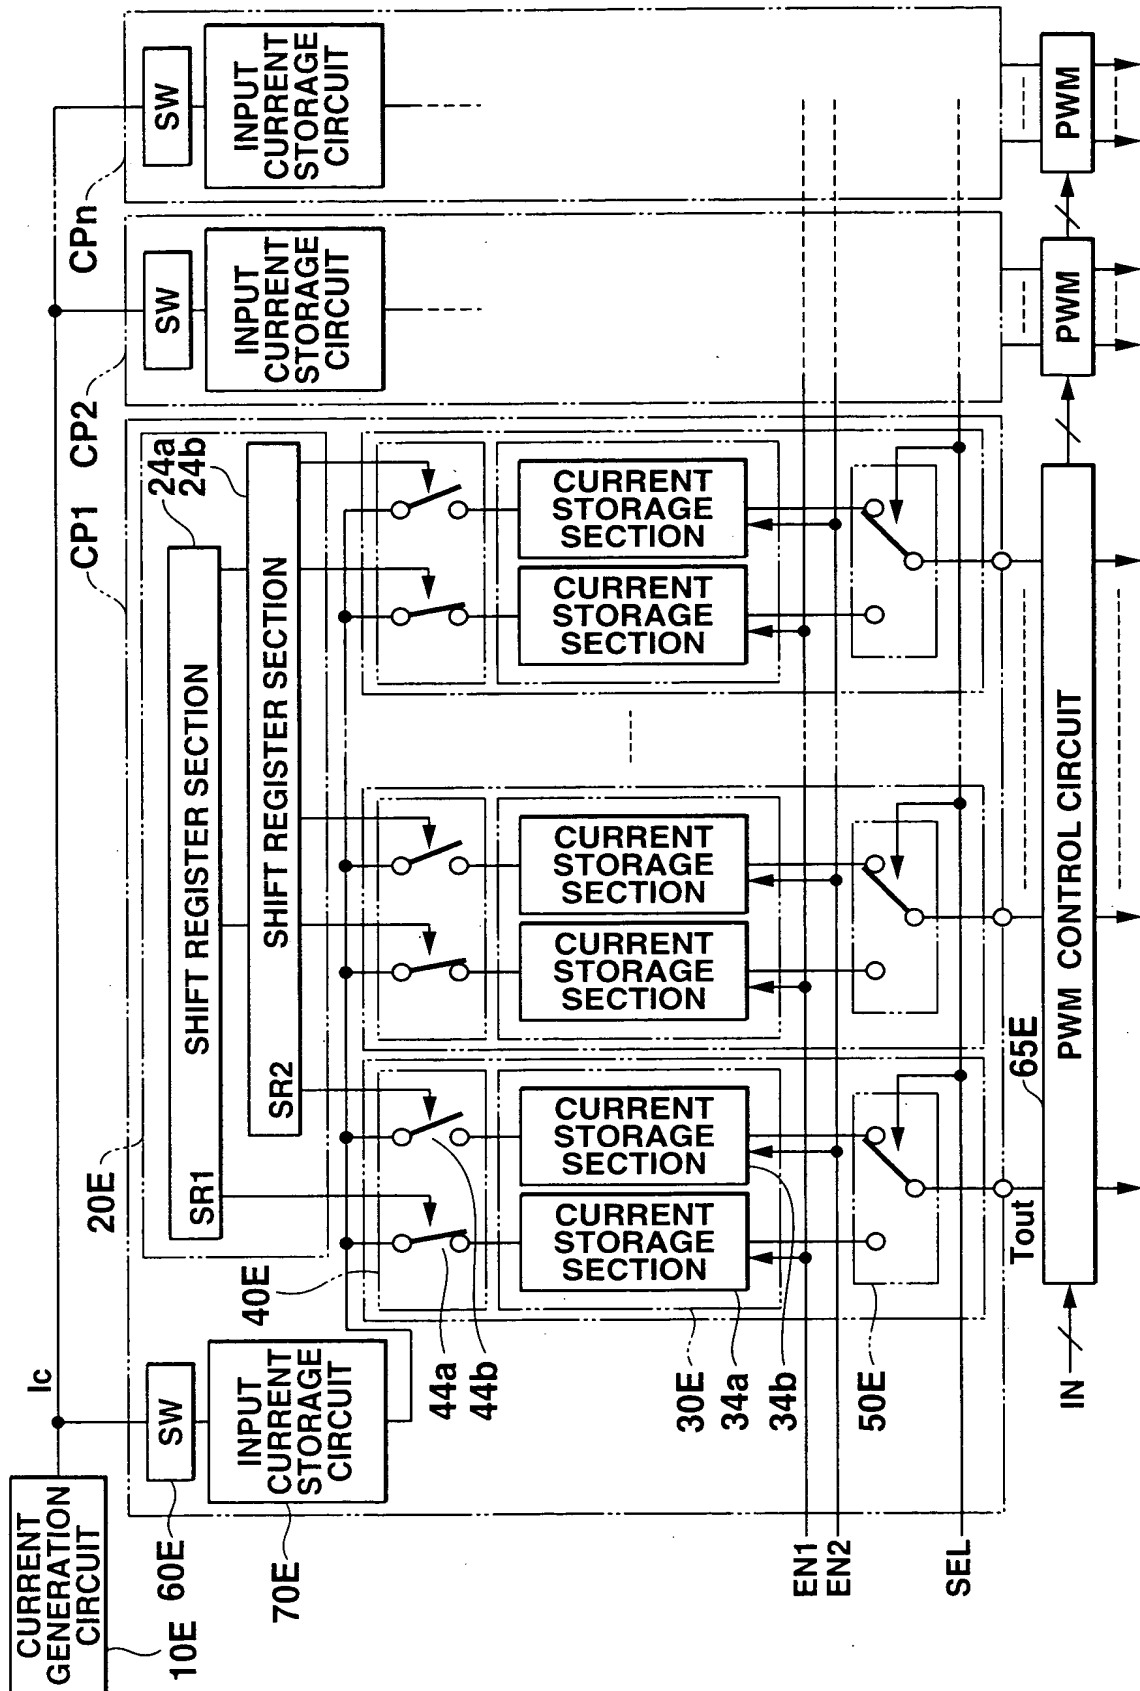 CURRENT
GENERATION
CIRCUIT
10E
Ic
SW
60E
INPUT
CURRENT
STORAGE
CIRCUIT
70E
CP1
CP2
CPn
SW
INPUT
CURRENT
STORAGE
CIRCUIT
SW
INPUT
CURRENT
STORAGE
CIRCUIT
20E
SR1
SHIFT REGISTER SECTION
24a
24b
SR2
SHIFT REGISTER SECTION
40E
44a
44b
CURRENT
STORAGE
SECTION
CURRENT
STORAGE
SECTION
CURRENT
STORAGE
SECTION
CURRENT
STORAGE
SECTION
CURRENT
STORAGE
SECTION
CURRENT
STORAGE
SECTION
30E
34a
34b
50E
EN1
EN2
SEL
Tout
65E
IN
PWM CONTROL CIRCUIT
PWM
PWM